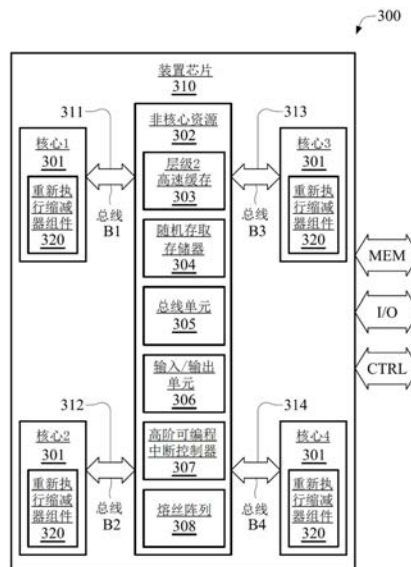 300
装置芯片
310
311
313
核心1
301
重新执
行缩减
器组件
320
总线
B1
非核心资源
302
层级2
高速缓存
303
随机存取
存储器
304
总线单元
305
输入/输出
单元
306
高阶可编程
中断控制器
307
熔丝阵列
308
核心3
301
重新执
行缩减
器组件
320
总线
B3
MEM
I/O
CTRL
312
314
核心2
301
重新执
行缩减
器组件
320
总线
B2
核心4
301
重新执
行缩减
器组件
320
总线
B4